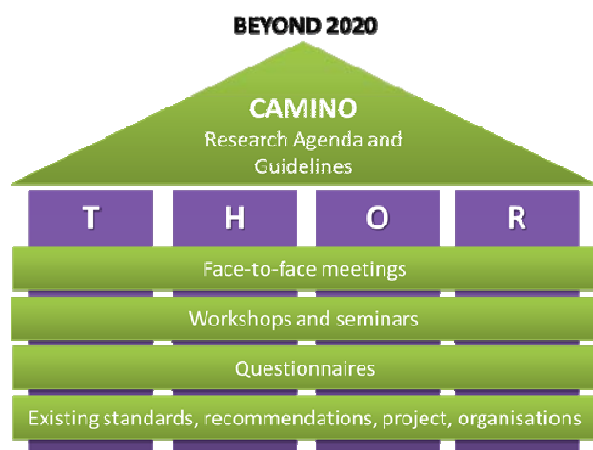 BEYOND 2020
CAMINO
Research Agenda and
Guidelines
T H O R
Face-to-face meetings
Workshops and seminars
Questionnaires
Existing standards, recommendations, project, organisations